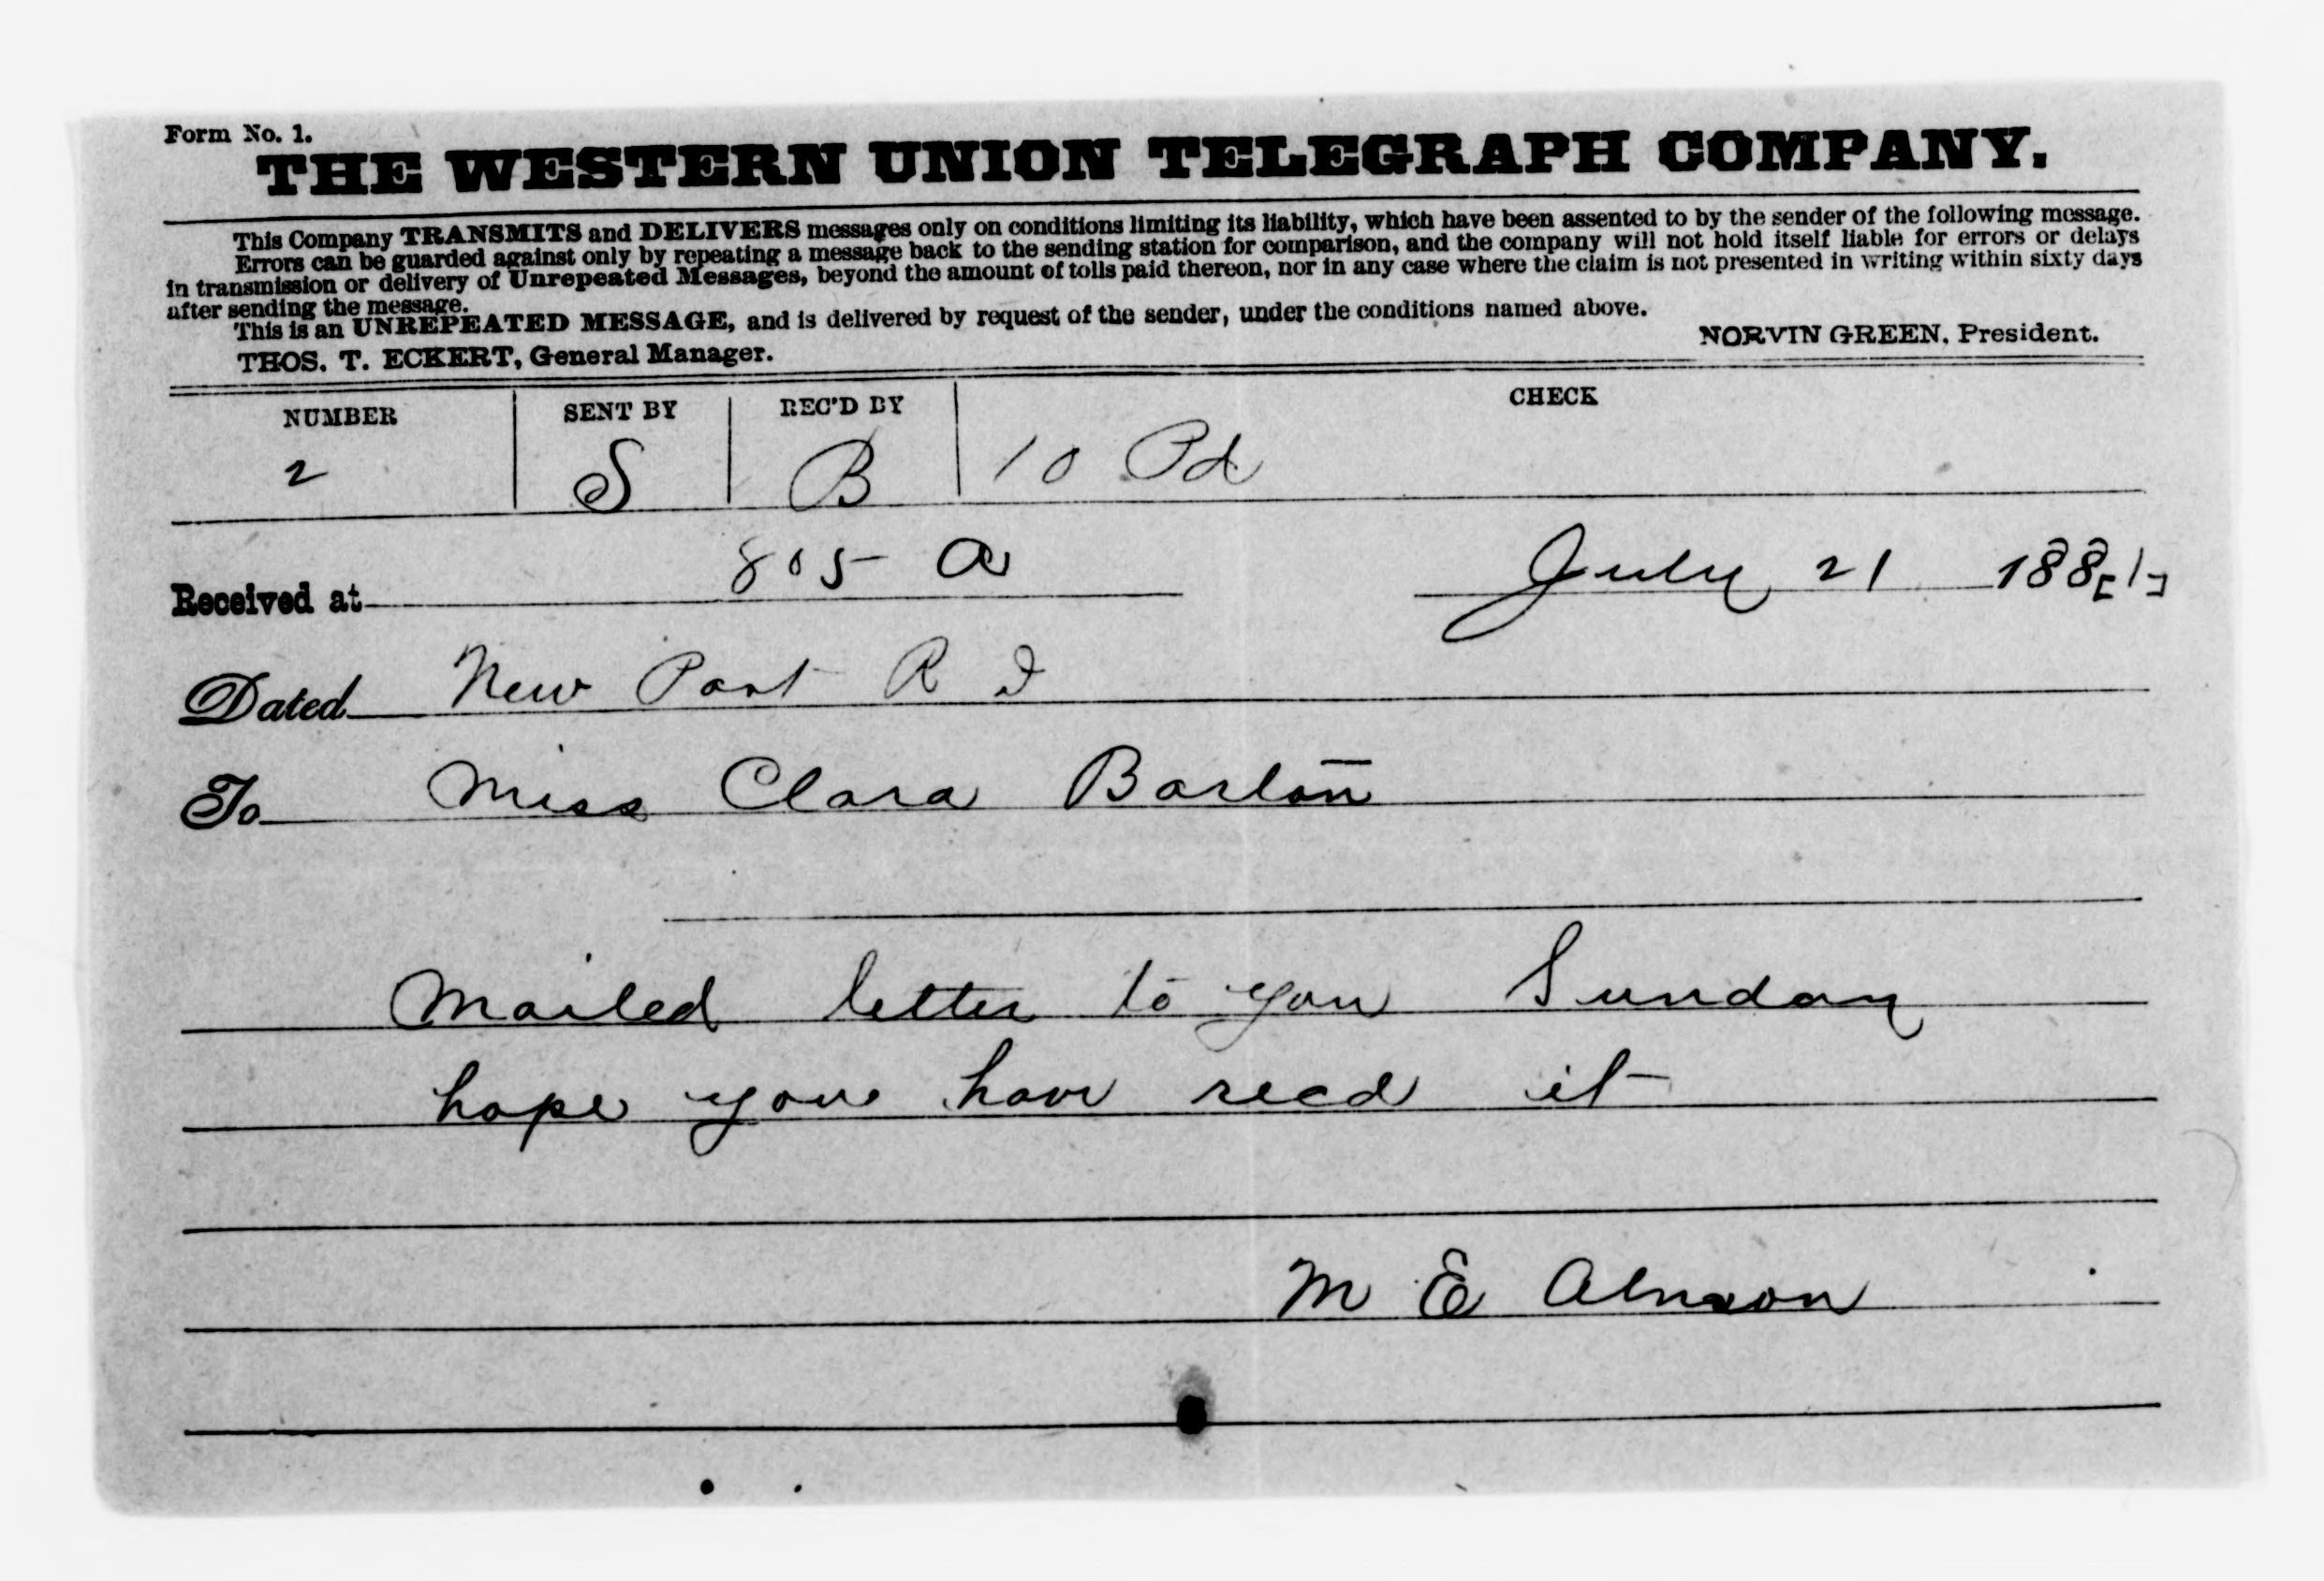 Form No. 1.
THE WESTERN UNION TELEGRAPH COMPANY.
This Company TRANSMITS and DELIVERS messages only on conditions limiting its liability, which have been assented to by the sender of the following message.
Errors can be guarded against only by repeating a message back to the sending station for comparison, and the company will not hold itself liable for errors or delays
in transmission or delivery of Unrepeated Messages, beyond the amount of tolls paid thereon, nor in any case where the claim is not presented in writing within sixty days
after sending the message.
This is an UNREPEATED MESSAGE, and is delivered by request of the sender, under the conditions named above.
THOS. T. ECKERT, General Manager. NORVIN GREEN, President.
NUMBER SENT BY REC'D BY CHECK
2 S B 10 Pd
Received at 805 a July 21 188[1]
Dated New Port R I
To Miss Clara Barton
Mailed letter to you Sunday
hope you have recd it
M E